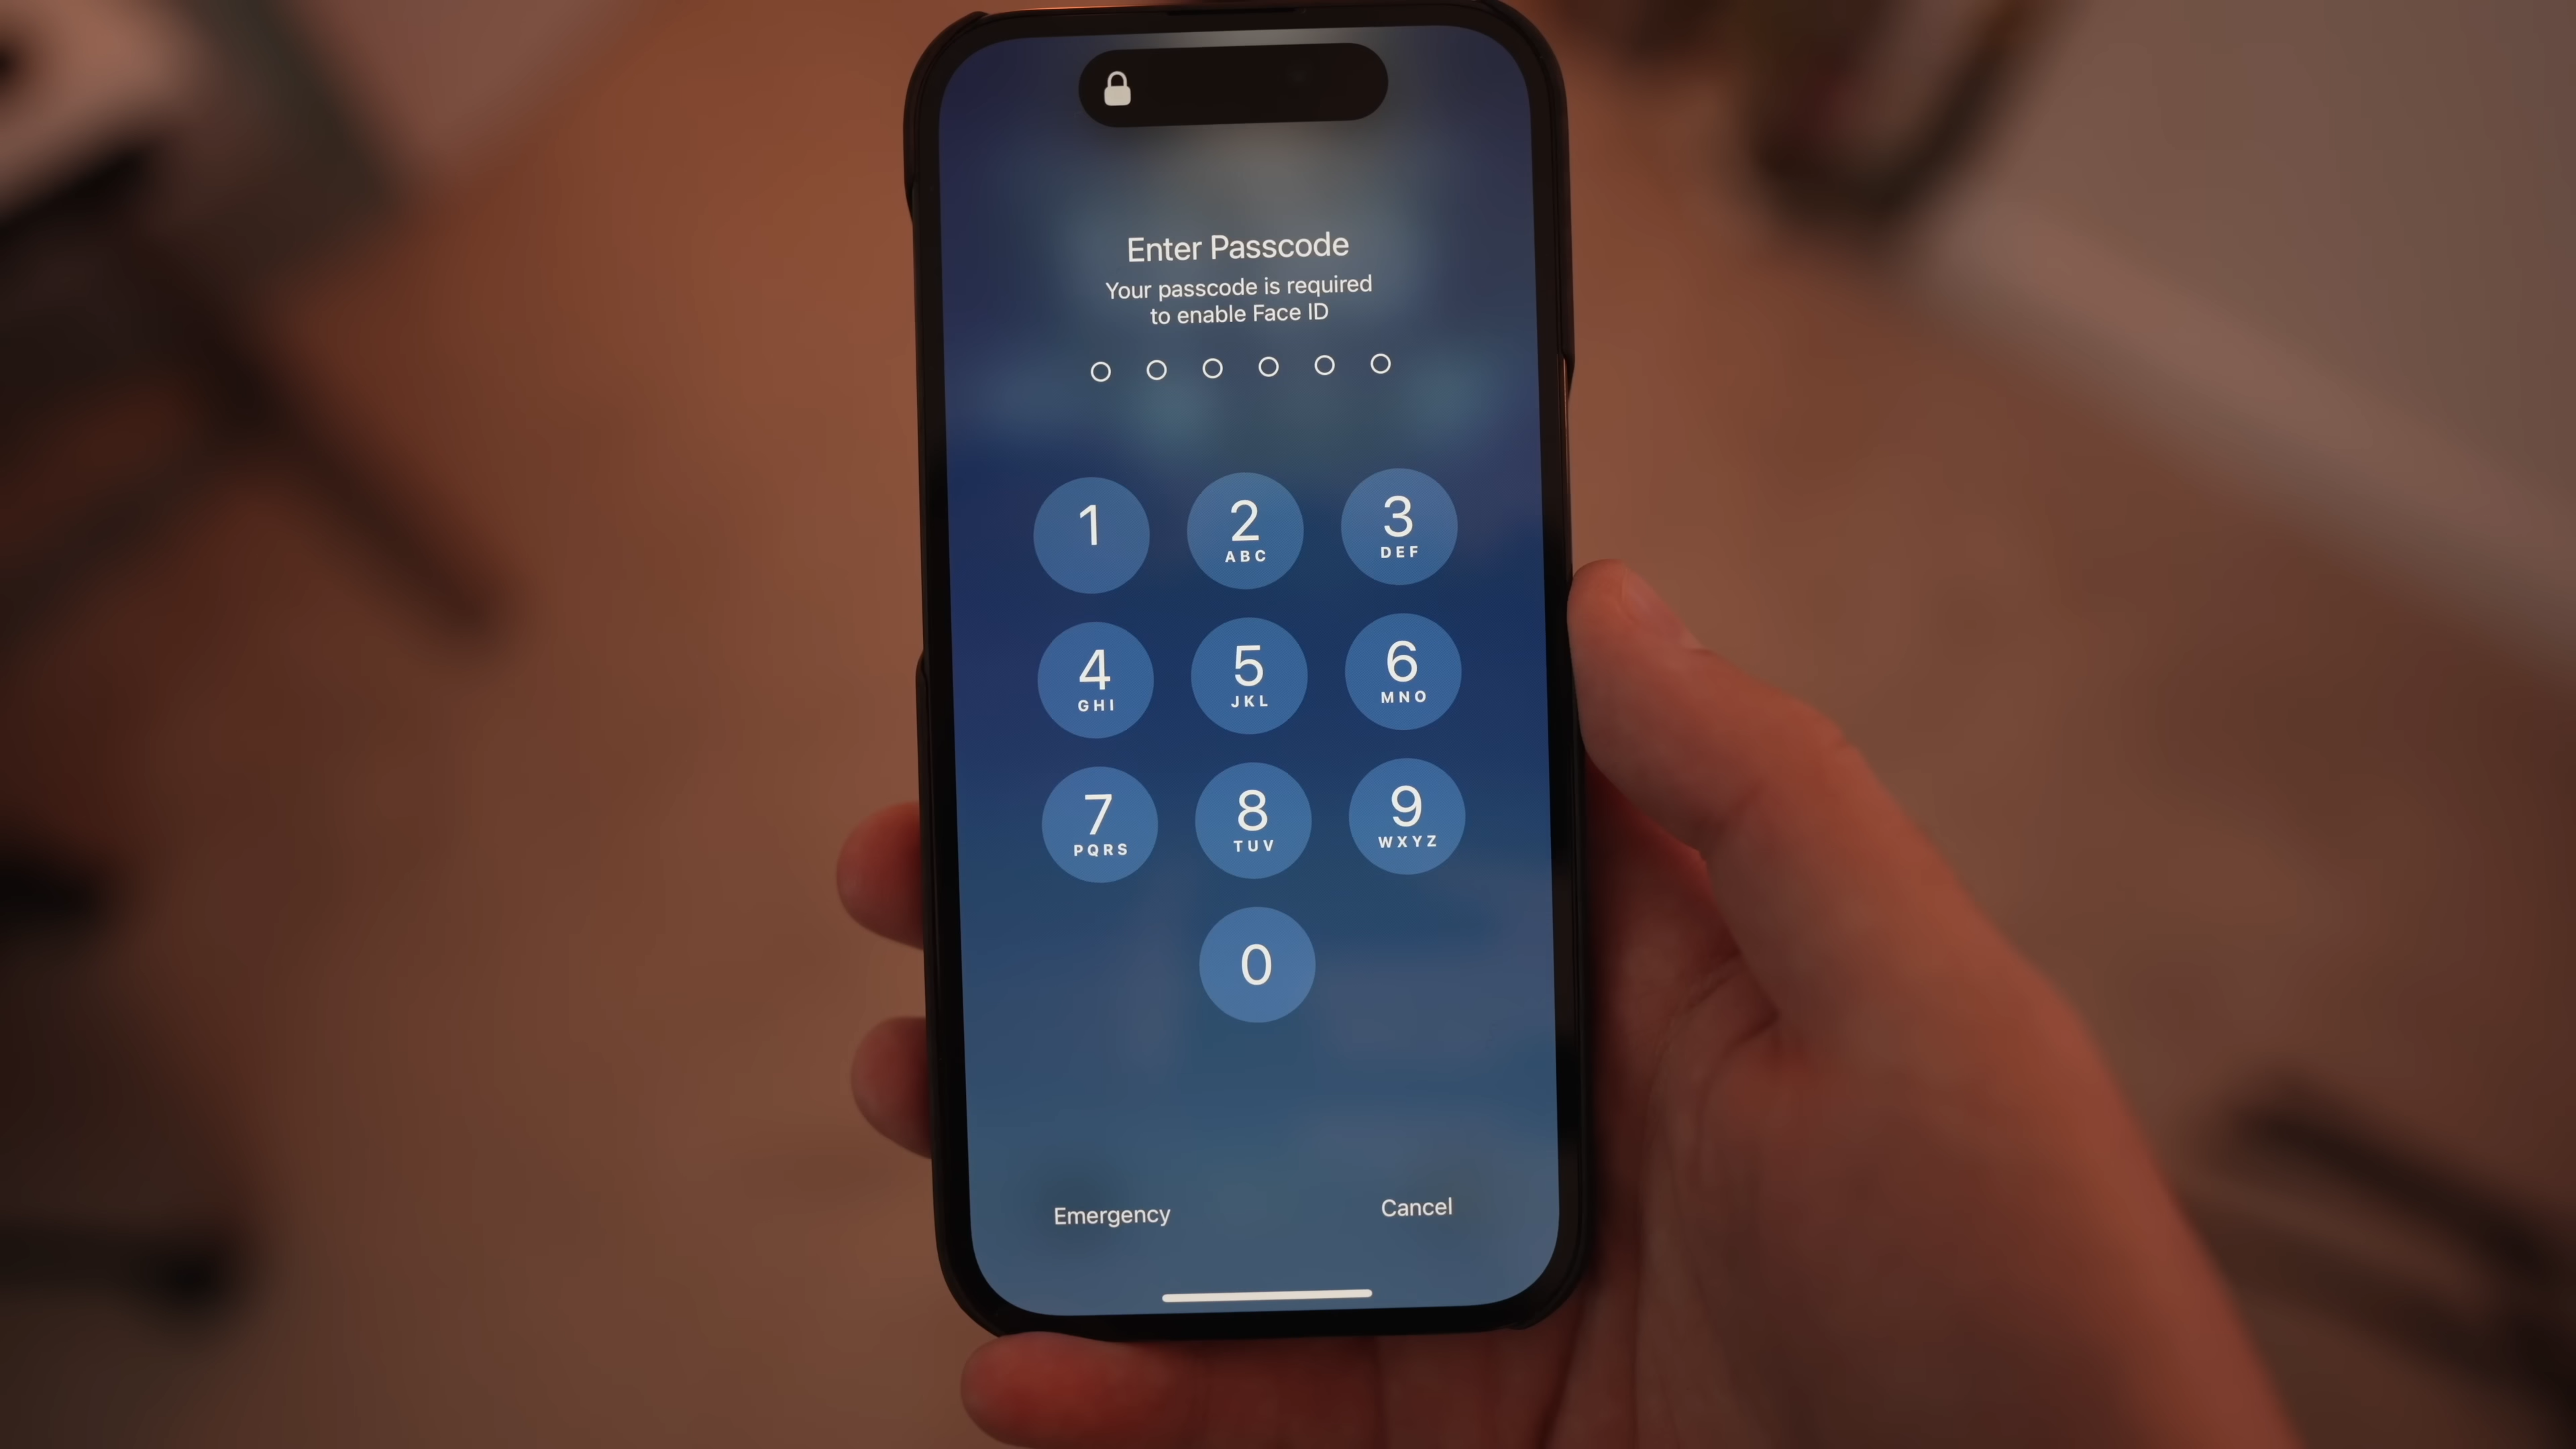 Enter Passcode
Your passcode is required
to enable Face ID
1
2
ABC
3
DEF
4
GHI
5
JKL
6
MNO
7
PQRS
8
TUV
9
WXYZ
0
Emergency
Cancel